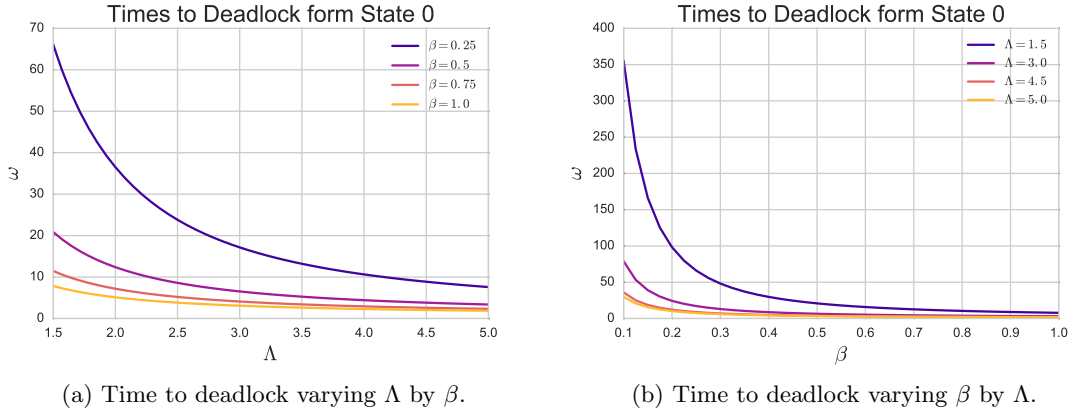 Times to Deadlock form State 0
70
60
50
40
30
20
10
0
ω
β = 0.25
β = 0.5
β = 0.75
β = 1.0
1.5 2.0 2.5 3.0 3.5 4.0 4.5 5.0
Λ
(a) Time to deadlock varying Λ by β.
Times to Deadlock form State 0
400
350
300
250
200
150
100
50
0
ω
Λ = 1.5
Λ = 3.0
Λ = 4.5
Λ = 5.0
0.1 0.2 0.3 0.4 0.5 0.6 0.7 0.8 0.9 1.0
β
(b) Time to deadlock varying β by Λ.